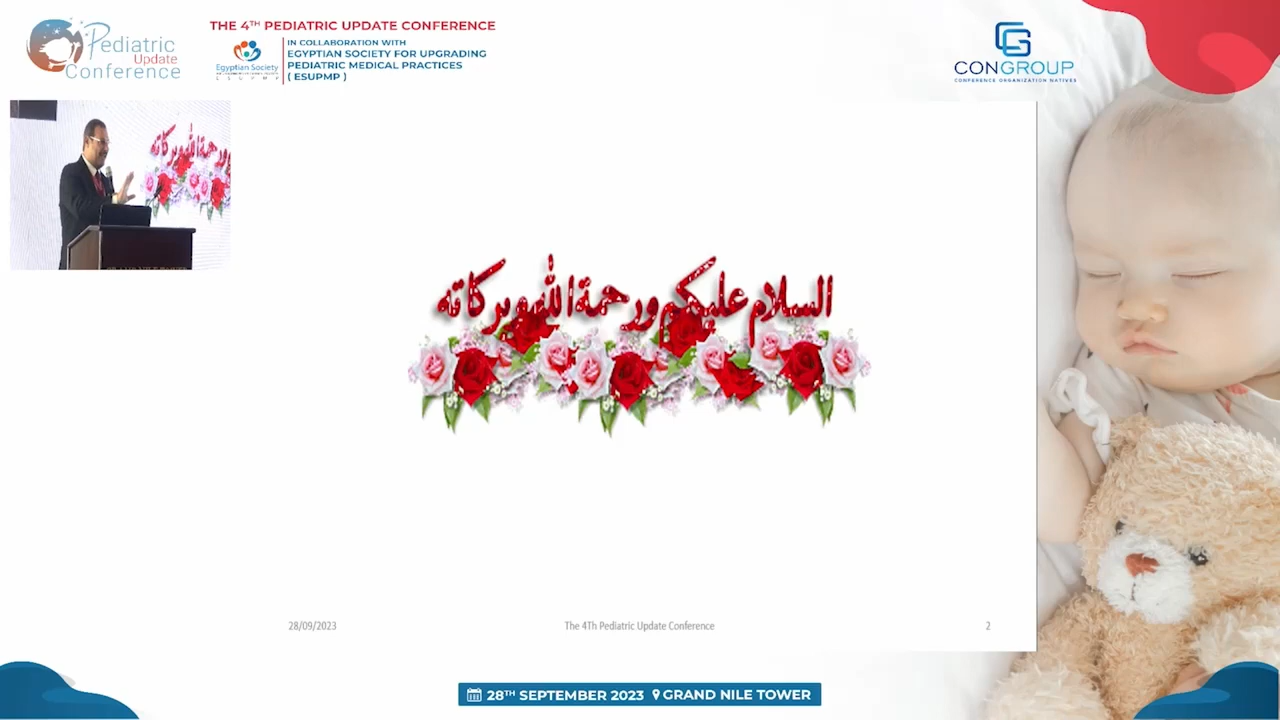 Pediatric
Update
Conference
THE 4TH PEDIATRIC UPDATE CONFERENCE
Egyptian Society
E S U P M P
IN COLLABORATION WITH
EGYPTIAN SOCIETY FOR UPGRADING
PEDIATRIC MEDICAL PRACTICES
( ESUPMP )
CONGROUP
CONFERENCE ORGANIZATION NATIVES
السلام عليكم ورحمة الله وبركاته
28/09/2023
The 4Th Pediatric Update Conference
2
28TH SEPTEMBER 2023
GRAND NILE TOWER